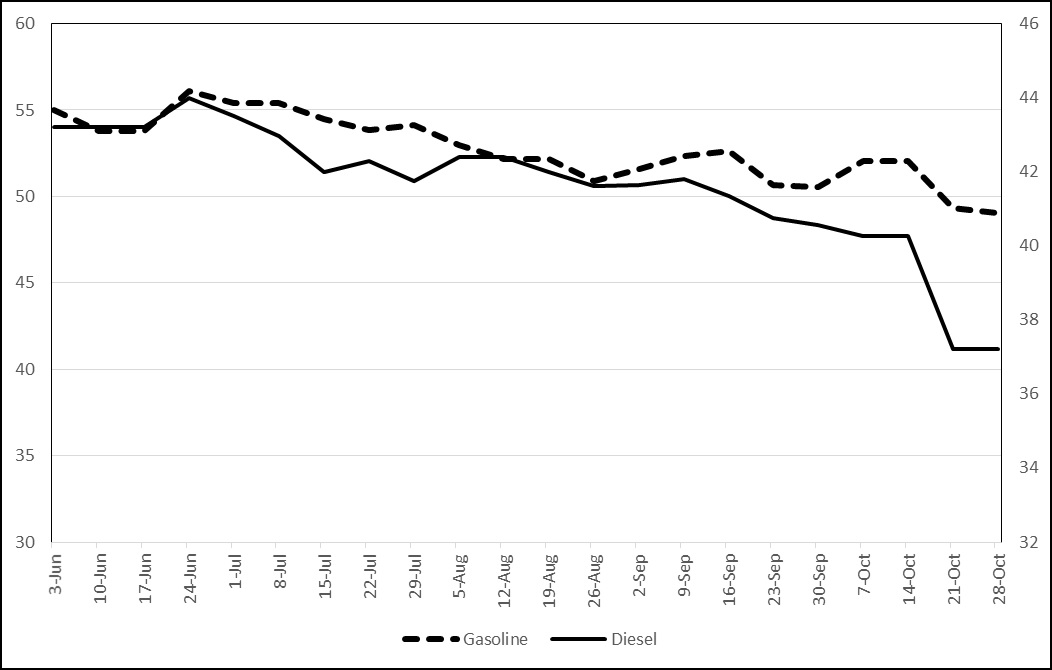 60
55
50
45
40
35
30
46
44
42
40
38
36
34
32
3-Jun
10-Jun
17-Jun
24-Jun
1-Jul
8-Jul
15-Jul
22-Jul
29-Jul
5-Aug
12-Aug
19-Aug
26-Aug
2-Sep
9-Sep
16-Sep
23-Sep
30-Sep
7-Oct
14-Oct
21-Oct
28-Oct
Gasoline
Diesel